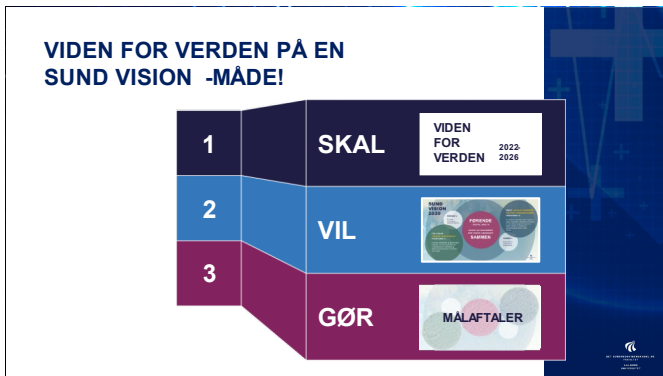 VIDEN FOR VERDEN PÅ EN
SUND VISION -MÅDE!
1
SKAL
VIDEN
FOR
VERDEN
2022-
2026
2
VIL
SUND
VISION
2030
FØRENDE
SAMMEN
3
GØR
MÅLAFTALER